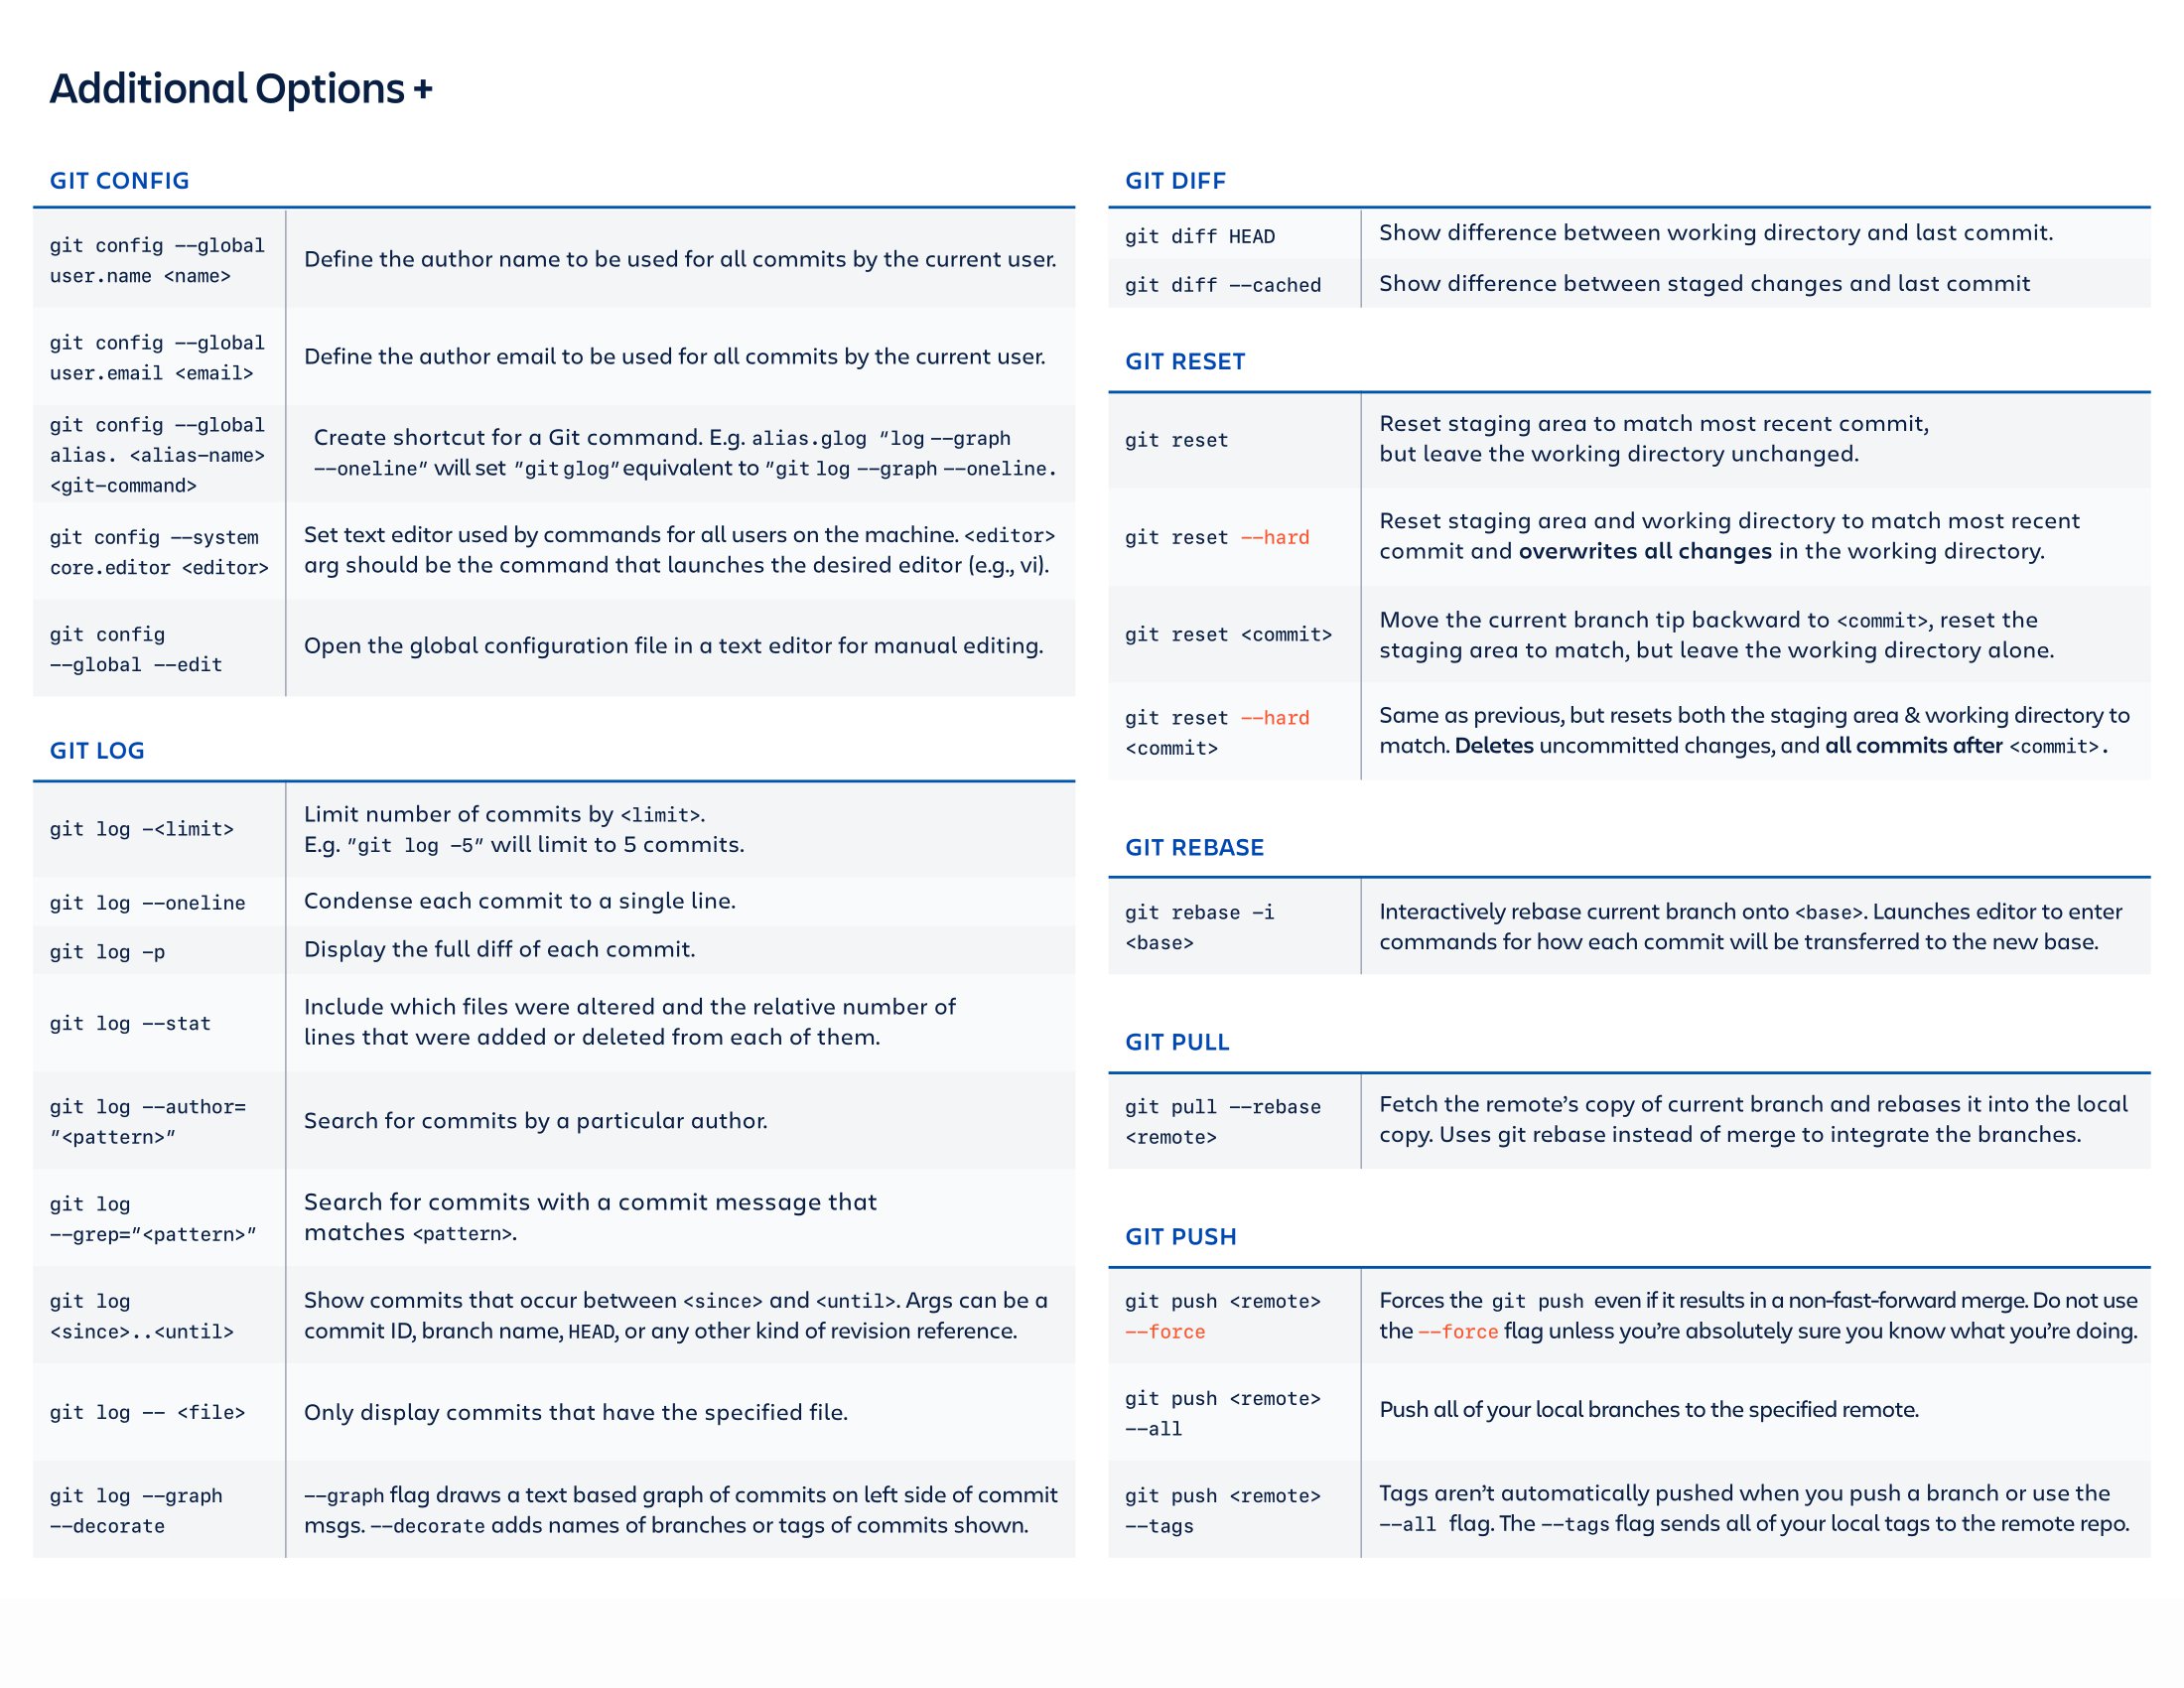 Additional Options +
GIT CONFIG
git config --global
user.name <name>
Define the author name to be used for all commits by the current user.
git config --global
user.email <email>
Define the author email to be used for all commits by the current user.
git config --global
alias. <alias-name>
<git-command>
Create shortcut for a Git command. E.g. alias.glog “log --graph
--oneline” will set ”git glog” equivalent to ”git log --graph --oneline.
git config --system
core.editor <editor>
Set text editor used by commands for all users on the machine. <editor>
arg should be the command that launches the desired editor (e.g., vi).
git config
--global --edit
Open the global configuration file in a text editor for manual editing.
GIT LOG
git log -<limit>
Limit number of commits by <limit>.
E.g. ”git log -5” will limit to 5 commits.
git log --oneline
Condense each commit to a single line.
git log -p
Display the full diff of each commit.
git log --stat
Include which files were altered and the relative number of
lines that were added or deleted from each of them.
git log --author=
”<pattern>”
Search for commits by a particular author.
git log
--grep=”<pattern>”
Search for commits with a commit message that
matches <pattern>.
git log
<since>..<until>
Show commits that occur between <since> and <until>. Args can be a
commit ID, branch name, HEAD, or any other kind of revision reference.
git log -- <file>
Only display commits that have the specified file.
git log --graph
--decorate
--graph flag draws a text based graph of commits on left side of commit
msgs. --decorate adds names of branches or tags of commits shown.
GIT DIFF
git diff HEAD
Show difference between working directory and last commit.
git diff --cached
Show difference between staged changes and last commit
GIT RESET
git reset
Reset staging area to match most recent commit,
but leave the working directory unchanged.
git reset --hard
Reset staging area and working directory to match most recent
commit and overwrites all changes in the working directory.
git reset <commit>
Move the current branch tip backward to <commit>, reset the
staging area to match, but leave the working directory alone.
git reset --hard
<commit>
Same as previous, but resets both the staging area & working directory to
match. Deletes uncommitted changes, and all commits after <commit>.
GIT REBASE
git rebase -i
<base>
Interactively rebase current branch onto <base>. Launches editor to enter
commands for how each commit will be transferred to the new base.
GIT PULL
git pull --rebase
<remote>
Fetch the remote’s copy of current branch and rebases it into the local
copy. Uses git rebase instead of merge to integrate the branches.
GIT PUSH
git push <remote>
--force
Forces the git push even if it results in a non-fast-forward merge. Do not use
the --force flag unless you’re absolutely sure you know what you’re doing.
git push <remote>
--all
Push all of your local branches to the specified remote.
git push <remote>
--tags
Tags aren’t automatically pushed when you push a branch or use the
--all flag. The --tags flag sends all of your local tags to the remote repo.